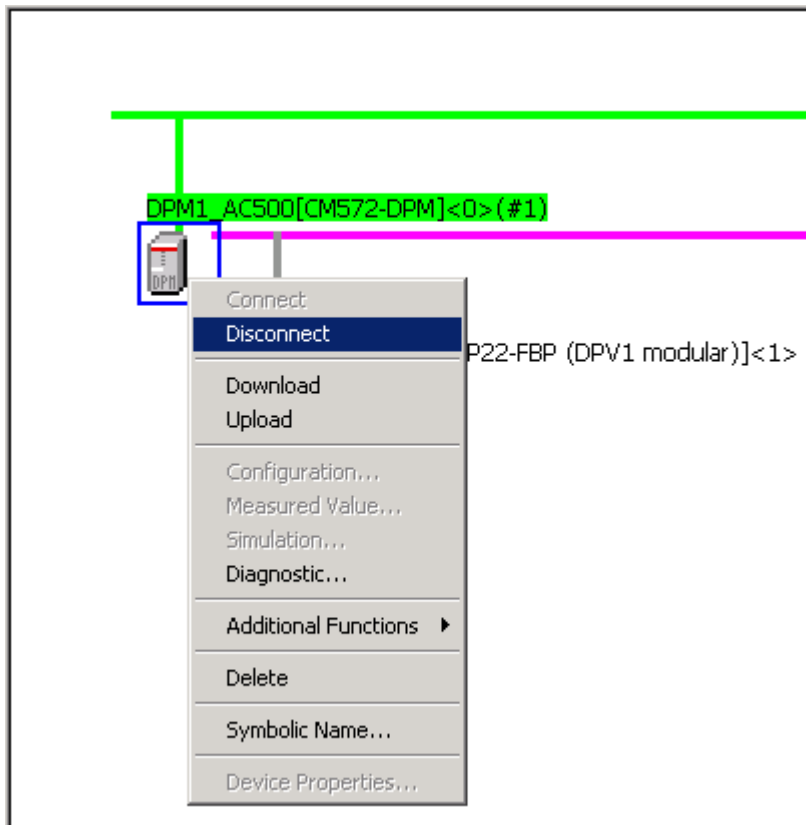 DPM1_AC500[CM572-DPM]<0>(#1)
DPM
Connect
Disconnect
P22-FBP (DPV1 modular)]<1>
Download
Upload
Configuration...
Measured Value...
Simulation...
Diagnostic...
Additional Functions
Delete
Symbolic Name...
Device Properties...